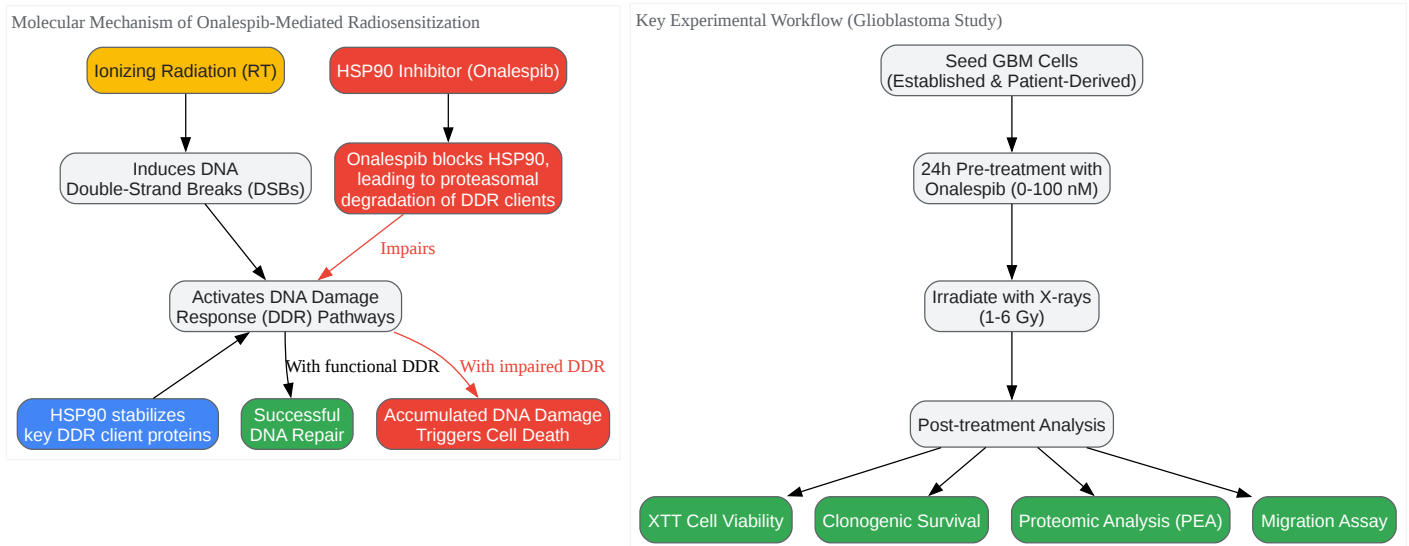 Molecular Mechanism of Onalespib-Mediated Radiosensitization
Ionizing Radiation (RT)
HSP90 Inhibitor (Onalespib)
Induces DNA
Double-Strand Breaks (DSBs)
Onalespib blocks HSP90,
leading to proteasomal
degradation of DDR clients
Impairs
Activates DNA Damage
Response (DDR) Pathways
With functional DDR
With impaired DDR
HSP90 stabilizes
key DDR client proteins
Successful
DNA Repair
Accumulated DNA Damage
Triggers Cell Death
Key Experimental Workflow (Glioblastoma Study)
Seed GBM Cells
(Established & Patient-Derived)
24h Pre-treatment with
Onalespib (0-100 nM)
Irradiate with X-rays
(1-6 Gy)
Post-treatment Analysis
XTT Cell Viability
Clonogenic Survival
Proteomic Analysis (PEA)
Migration Assay